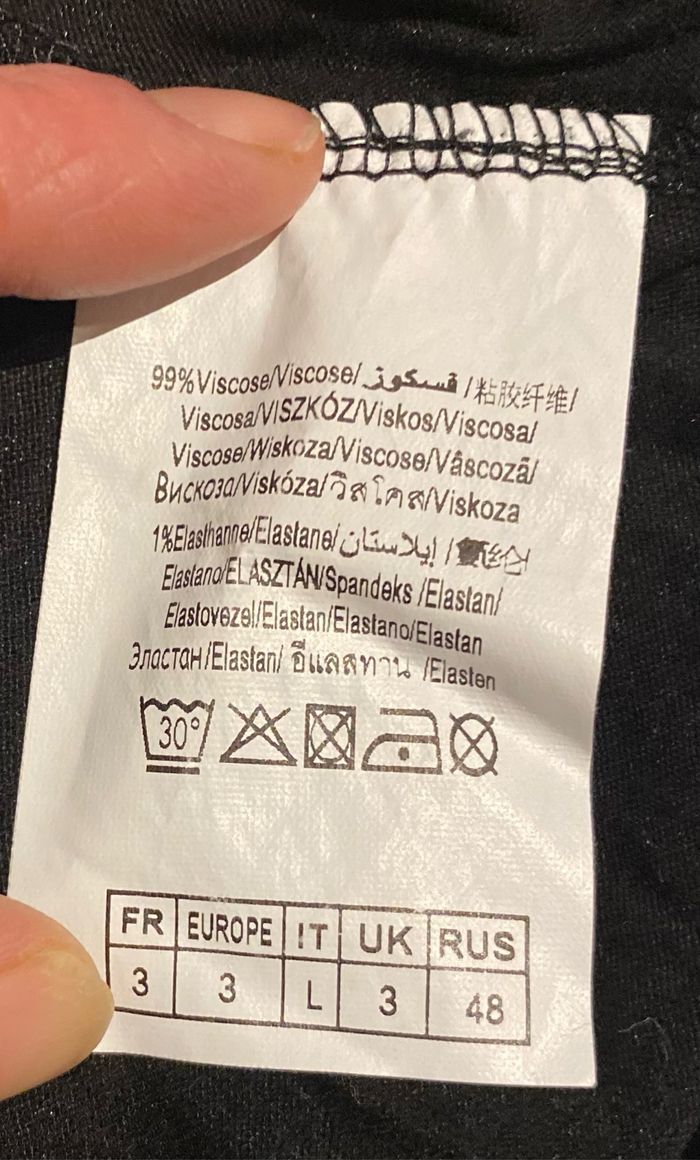 99%Viscose/Viscose/ ڤسكوز /粘胶纤维/
Viscosa/VISZKÓZ/Viskos/Viscosa/
Viscose/Wiskoza/Viscose/Vâscozã/
Вискоза/Viskóza/วิสโคส/Viskoza
1%Elasthanne/Elastane/إيلاستان/
Elastano/ELASZTÁN/Spandeks /Elastan/
Elastovezel/Elastan/Elastano/Elastan
Эластан/Elastan/ อีแลสทาน /Elasten
30°
FR EUROPE IT UK RUS
3 3 L 3 48